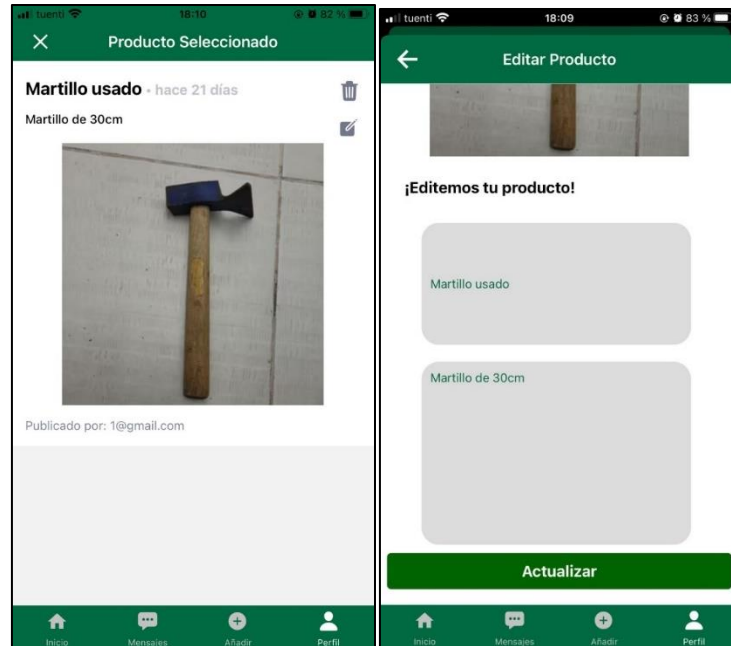 tuenti 18:10 82 %
Producto Seleccionado
Martillo usado • hace 21 días
Martillo de 30cm
Publicado por: 1@gmail.com
Inicio Mensajes Añadir Perfil
tuenti 18:09 83 %
Editar Producto
¡Editemos tu producto!
Martillo usado
Martillo de 30cm
Actualizar
Inicio Mensajes Añadir Perfil